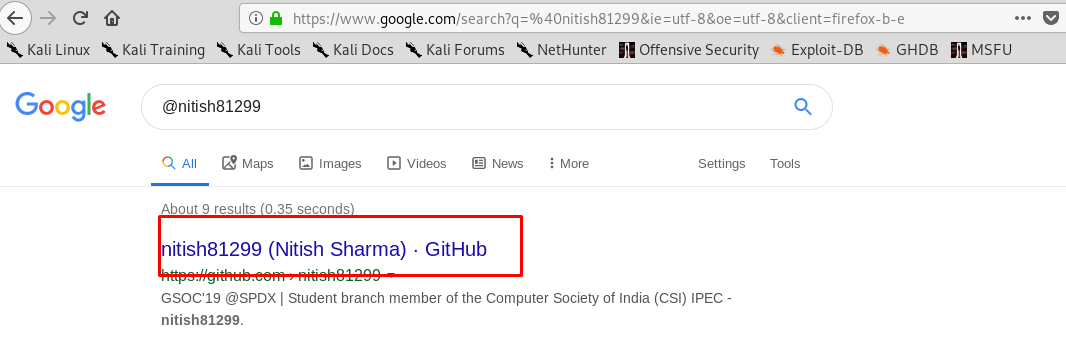 https://www.google.com/search?q=%40nitish81299&ie=utf-8&oe=utf-8&client=firefox-b-e
Kali Linux Kali Training Kali Tools Kali Docs Kali Forums NetHunter Offensive Security Exploit-DB GHDB MSFU
Google @nitish81299
All Maps Images Videos News More Settings Tools
About 9 results (0.35 seconds)
nitish81299 (Nitish Sharma) · GitHub
https://github.com › nitish81299
GSOC'19 @SPDX | Student branch member of the Computer Society of India (CSI) IPEC -
nitish81299.